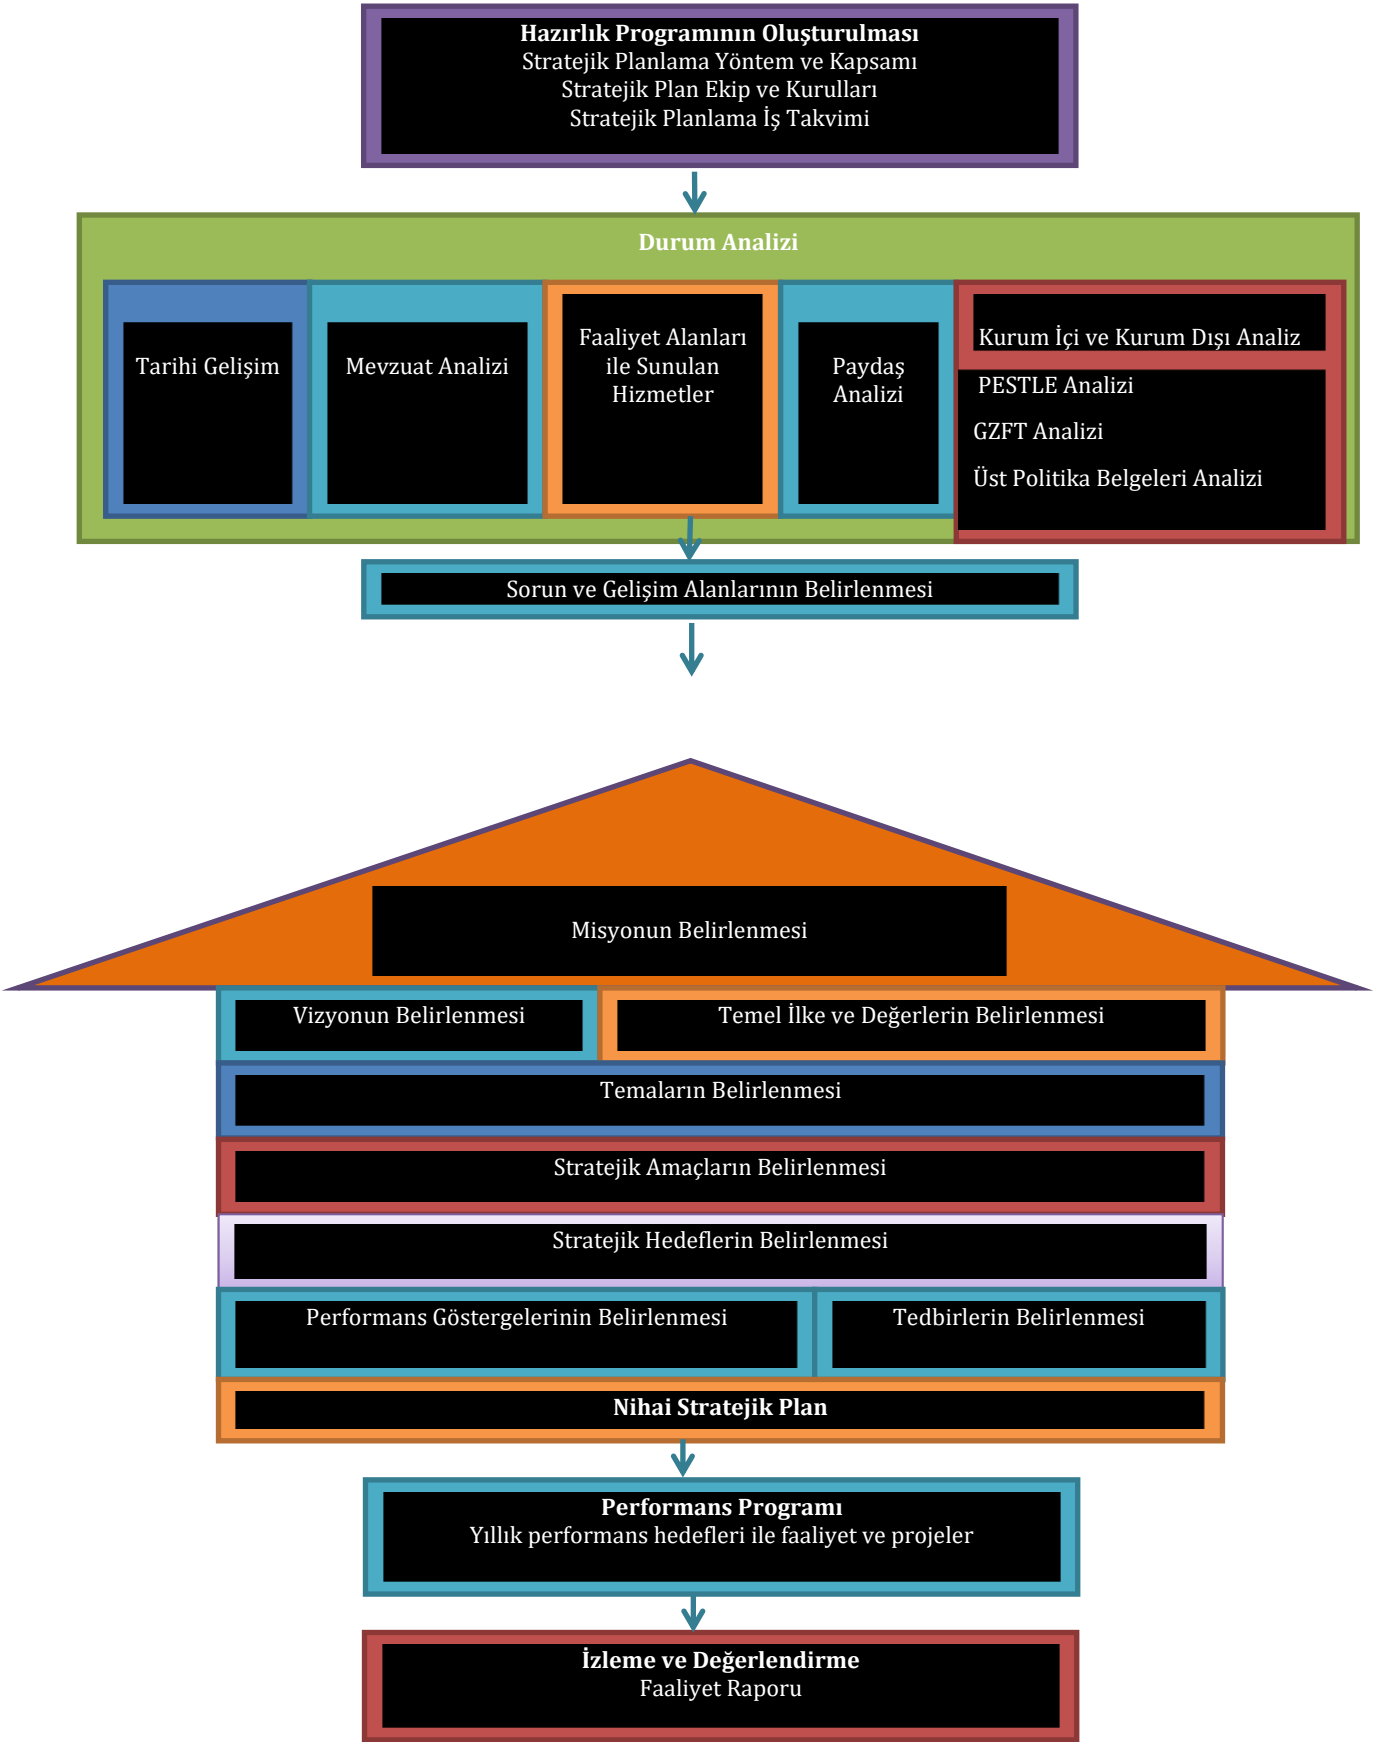 Hazırlık Programının Oluşturulması
Stratejik Planlama Yöntem ve Kapsamı
Stratejik Plan Ekip ve Kurulları
Stratejik Planlama İş Takvimi
Durum Analizi
Tarihi Gelişim
Mevzuat Analizi
Faaliyet Alanları
ile Sunulan
Hizmetler
Paydaş
Analizi
Kurum İçi ve Kurum Dışı Analiz
PESTLE Analizi
GZFT Analizi
Üst Politika Belgeleri Analizi
Sorun ve Gelişim Alanlarının Belirlenmesi
Misyonun Belirlenmesi
Vizyonun Belirlenmesi
Temel İlke ve Değerlerin Belirlenmesi
Temaların Belirlenmesi
Stratejik Amaçların Belirlenmesi
Stratejik Hedeflerin Belirlenmesi
Performans Göstergelerinin Belirlenmesi
Tedbirlerin Belirlenmesi
Nihai Stratejik Plan
Performans Programı
Yıllık performans hedefleri ile faaliyet ve projeler
İzleme ve Değerlendirme
Faaliyet Raporu